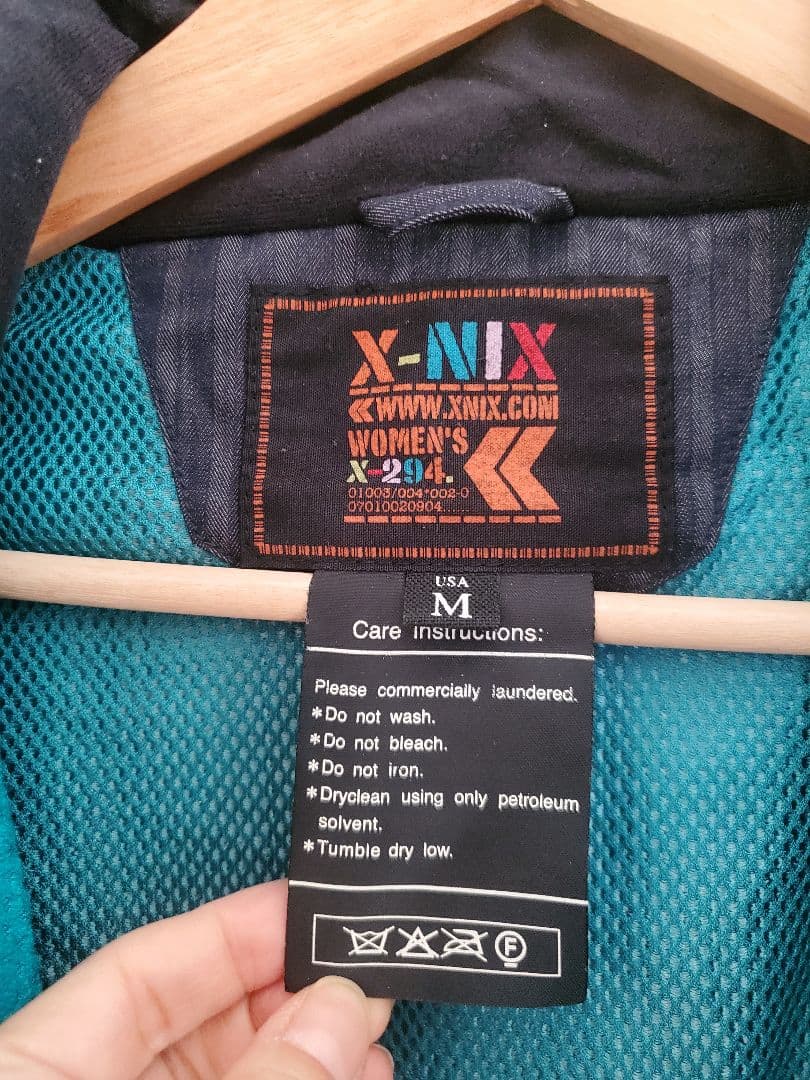 X-NIX
WWW.XNIX.COM
WOMEN'S
X-294.
01003/004*002-0
07010020904......
USA
M
Care Instructions:
Please commercially laundered.
*Do not wash.
*Do not bleach.
*Do not iron.
*Dryclean using only petroleum
solvent.
*Tumble dry low.
F